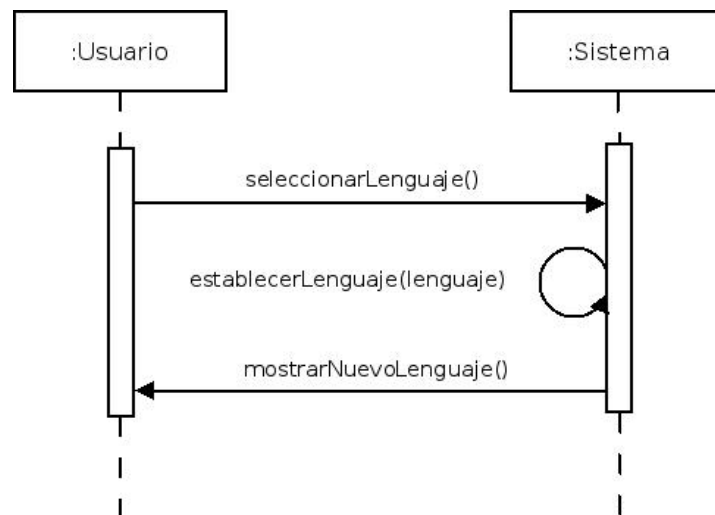 :Usuario
:Sistema
seleccionarLenguaje()
establecerLenguaje(lenguaje)
mostrarNuevoLenguaje()